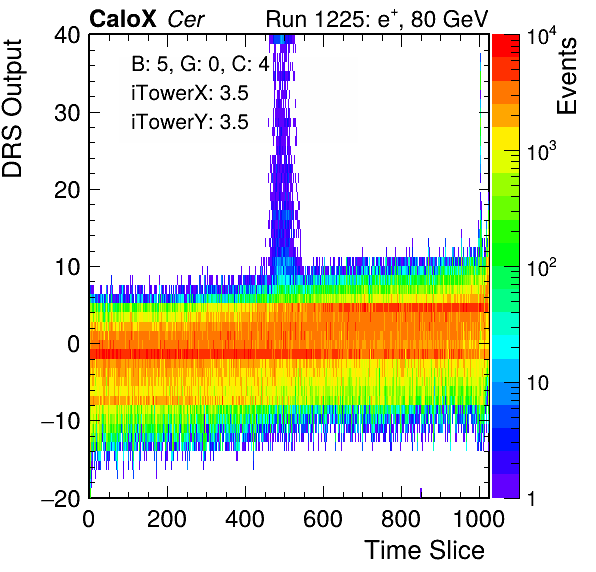 CaloX Cer Run 1225: e+, 80 GeV
B: 5, G: 0, C: 4
iTowerX: 3.5
iTowerY: 3.5
DRS Output
40
30
20
10
0
−10
−20
0 200 400 600 800 1000
Time Slice
Events
10^4
10^3
10^2
10
1